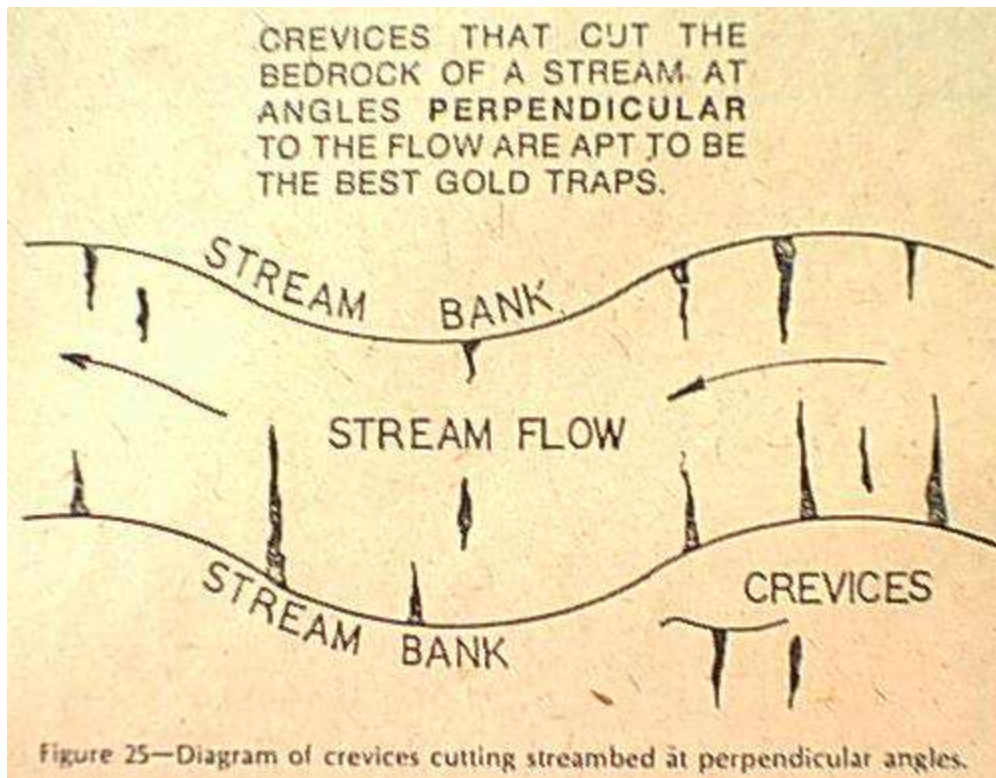 CREVICES THAT CUT THE
BEDROCK OF A STREAM AT
ANGLES PERPENDICULAR
TO THE FLOW ARE APT TO BE
THE BEST GOLD TRAPS.
STREAM BANK
STREAM FLOW
STREAM BANK
CREVICES
Figure 25—Diagram of crevices cutting streambed at perpendicular angles.